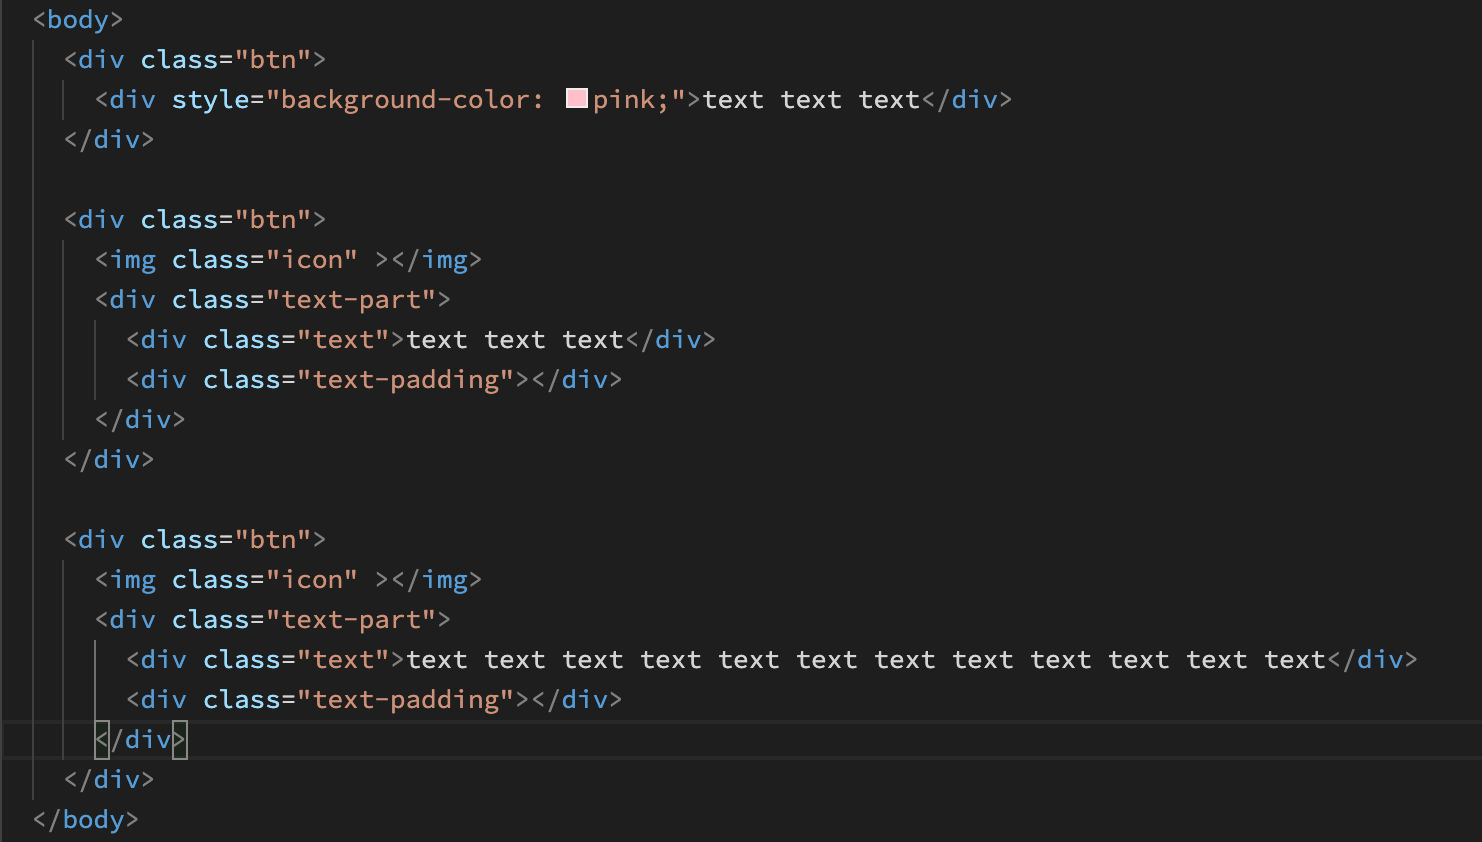 <body>
<div class="btn">
<div style="background-color: pink;">text text text</div>
</div>
<div class="btn">
<img class="icon" ></img>
<div class="text-part">
<div class="text">text text text</div>
<div class="text-padding"></div>
</div>
</div>
<div class="btn">
<img class="icon" ></img>
<div class="text-part">
<div class="text">text text text text text text text text text text text text</div>
<div class="text-padding"></div>
</div>
</div>
</body>